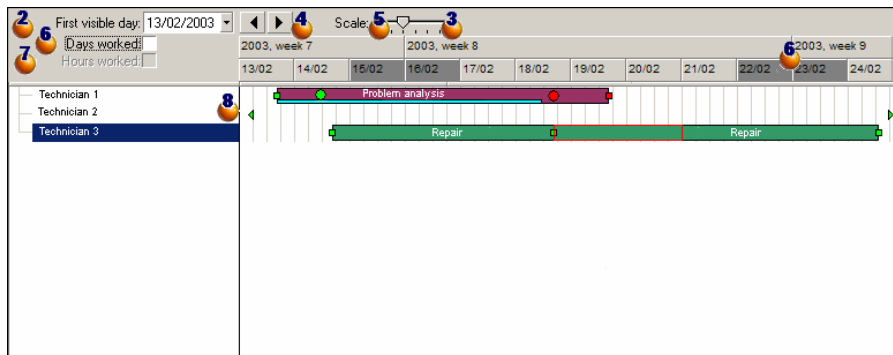 2 First visible day: 13/02/2003 4 Scale: 5 3
6 Days worked:
7 Hours worked:
2003, week 7 2003, week 8 6 2003, week 9
13/02 14/02 15/02 16/02 17/02 18/02 19/02 20/02 21/02 22/02 23/02 24/02
Technician 1 8 Problem analysis
Technician 2
Technician 3 Repair Repair